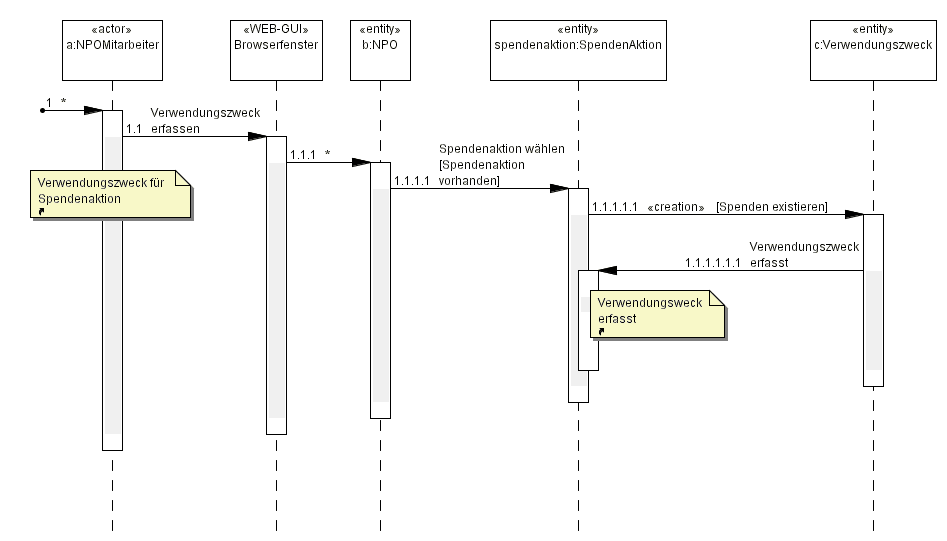 «actor»
a:NPOMitarbeiter
«WEB-GUI»
Browserfenster
«entity»
b:NPO
«entity»
spendenaktion:SpendenAktion
«entity»
c:Verwendungszweck
1 *
Verwendungszweck
1.1 erfassen
1.1.1 *
Spendenaktion wählen
[Spendenaktion
1.1.1.1 vorhanden]
Verwendungszweck für
Spendenaktion
1.1.1.1.1 «creation» [Spenden existieren]
Verwendungszweck
1.1.1.1.1.1 erfasst
Verwendungsweck
erfasst